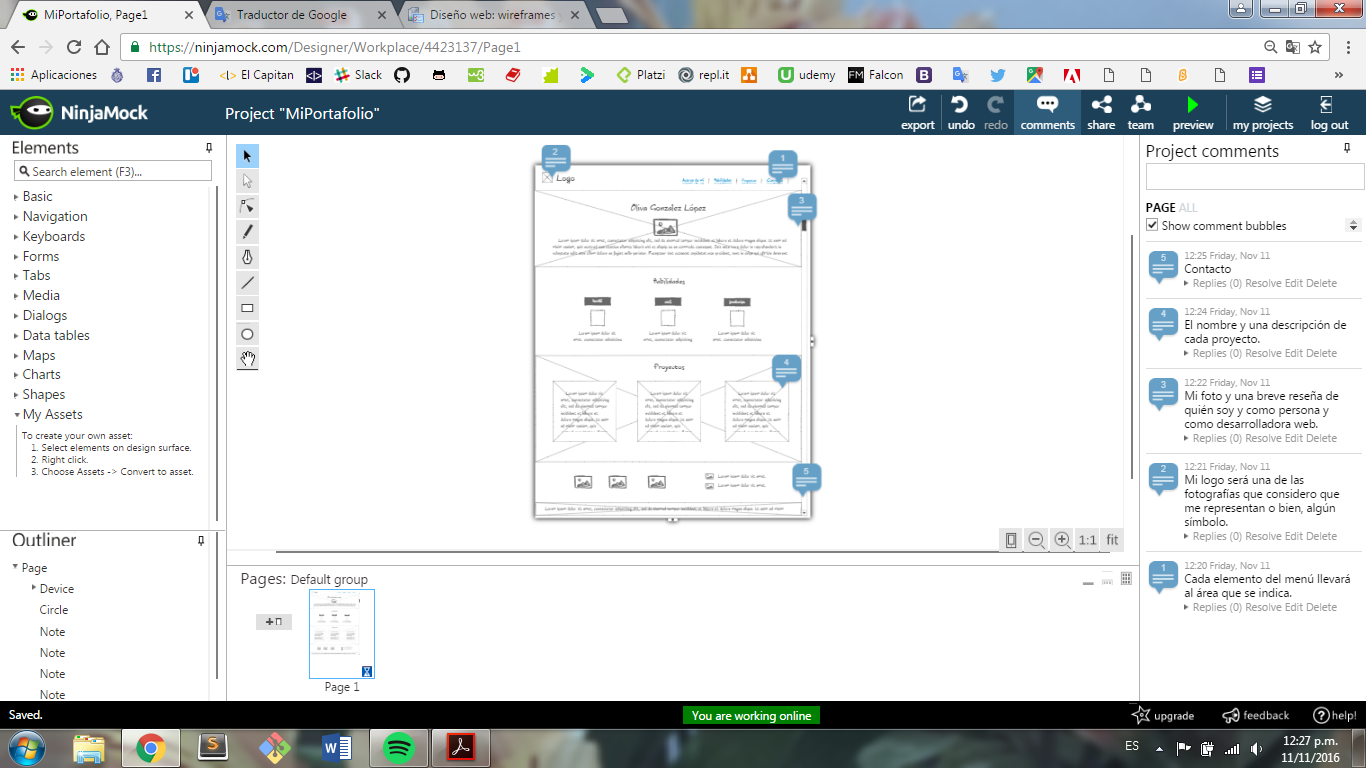 MiPortafolio, Page1
Traductor de Google
Diseño web: wireframes y
https://ninjamock.com/Designer/Workplace/4423137/Page1
Aplicaciones
El Capitan
Slack
Platzi
repl.it
udemy
FM Falcon
NinjaMock
Project "MiPortafolio"
export
undo
redo
comments
share
team
preview
my projects
log out
Elements
Search element (F3)...
Basic
Navigation
Keyboards
Forms
Tabs
Media
Dialogs
Data tables
Maps
Charts
Shapes
My Assets
To create your own asset:
1. Select elements on design surface.
2. Right click.
3. Choose Assets -> Convert to asset.
Outliner
Page
Device
Circle
Note
Note
Note
Note
2
1
Logo
3
Oliva González López
Habilidades
4
Proyectos
5
1:1
fit
Pages: Default group
Page 1
Project comments
PAGE ALL
Show comment bubbles
5
12:25 Friday, Nov 11
Contacto
Replies (0) Resolve Edit Delete
4
12:24 Friday, Nov 11
El nombre y una descripción de
cada proyecto.
Replies (0) Resolve Edit Delete
3
12:22 Friday, Nov 11
Mi foto y una breve reseña de
quién soy y como persona y
como desarrolladora web.
Replies (0) Resolve Edit Delete
2
12:21 Friday, Nov 11
Mi logo será una de las
fotografías que considero que
me representan o bien, algún
símbolo.
Replies (0) Resolve Edit Delete
1
12:20 Friday, Nov 11
Cada elemento del menú llevará
al área que se indica.
Replies (0) Resolve Edit Delete
Saved.
You are working online
upgrade
feedback
help!
ES
12:27 p.m.
11/11/2016